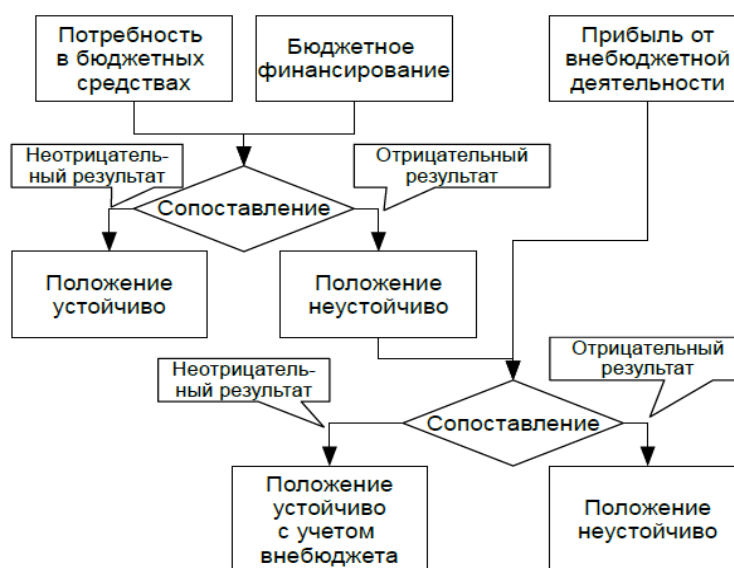 Потребность
в бюджетных
средствах
Бюджетное
финансирование
Прибыль от
внебюджетной
деятельности
Неотрицатель-
ный результат
Отрицательный
результат
Сопоставление
Положение
устойчиво
Положение
неустойчиво
Неотрицатель-
ный результат
Отрицательный
результат
Сопоставление
Положение
устойчиво
с учетом
внебюджета
Положение
неустойчиво